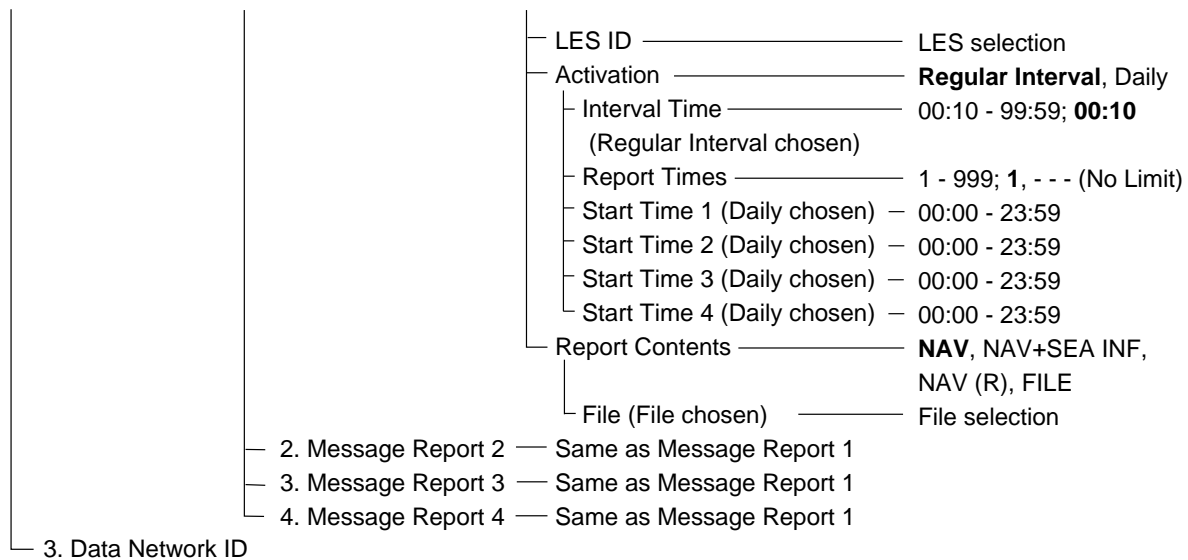 LES ID LES selection
Activation Regular Interval, Daily
Interval Time 00:10 - 99:59; 00:10
(Regular Interval chosen)
Report Times 1 - 999; 1, - - - (No Limit)
Start Time 1 (Daily chosen) 00:00 - 23:59
Start Time 2 (Daily chosen) 00:00 - 23:59
Start Time 3 (Daily chosen) 00:00 - 23:59
Start Time 4 (Daily chosen) 00:00 - 23:59
Report Contents NAV, NAV+SEA INF,
NAV (R), FILE
File (File chosen) File selection
2. Message Report 2 Same as Message Report 1
3. Message Report 3 Same as Message Report 1
4. Message Report 4 Same as Message Report 1
3. Data Network ID